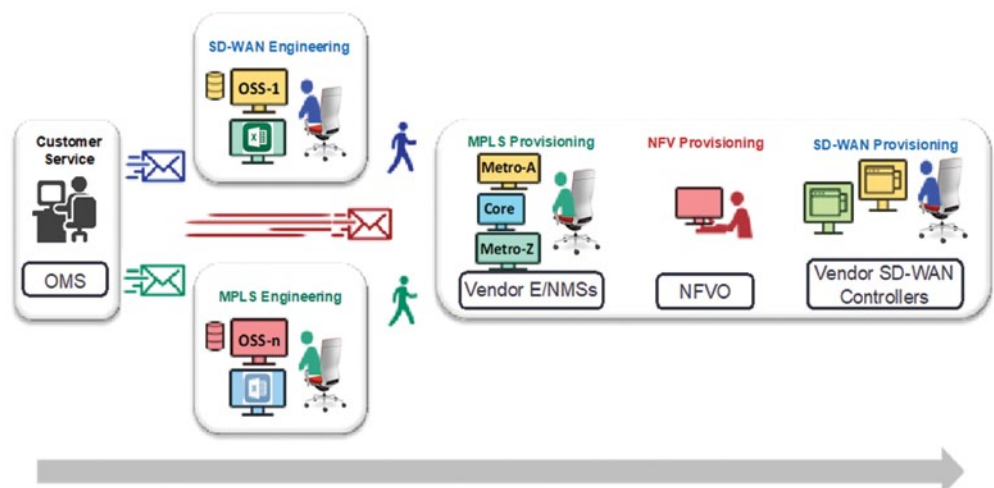 Customer
Service
OMS
SD-WAN Engineering
OSS-1
MPLS Engineering
OSS-n
MPLS Provisioning
Metro-A
Core
Metro-Z
Vendor E/NMSs
NFV Provisioning
NFVO
SD-WAN Provisioning
Vendor SD-WAN
Controllers